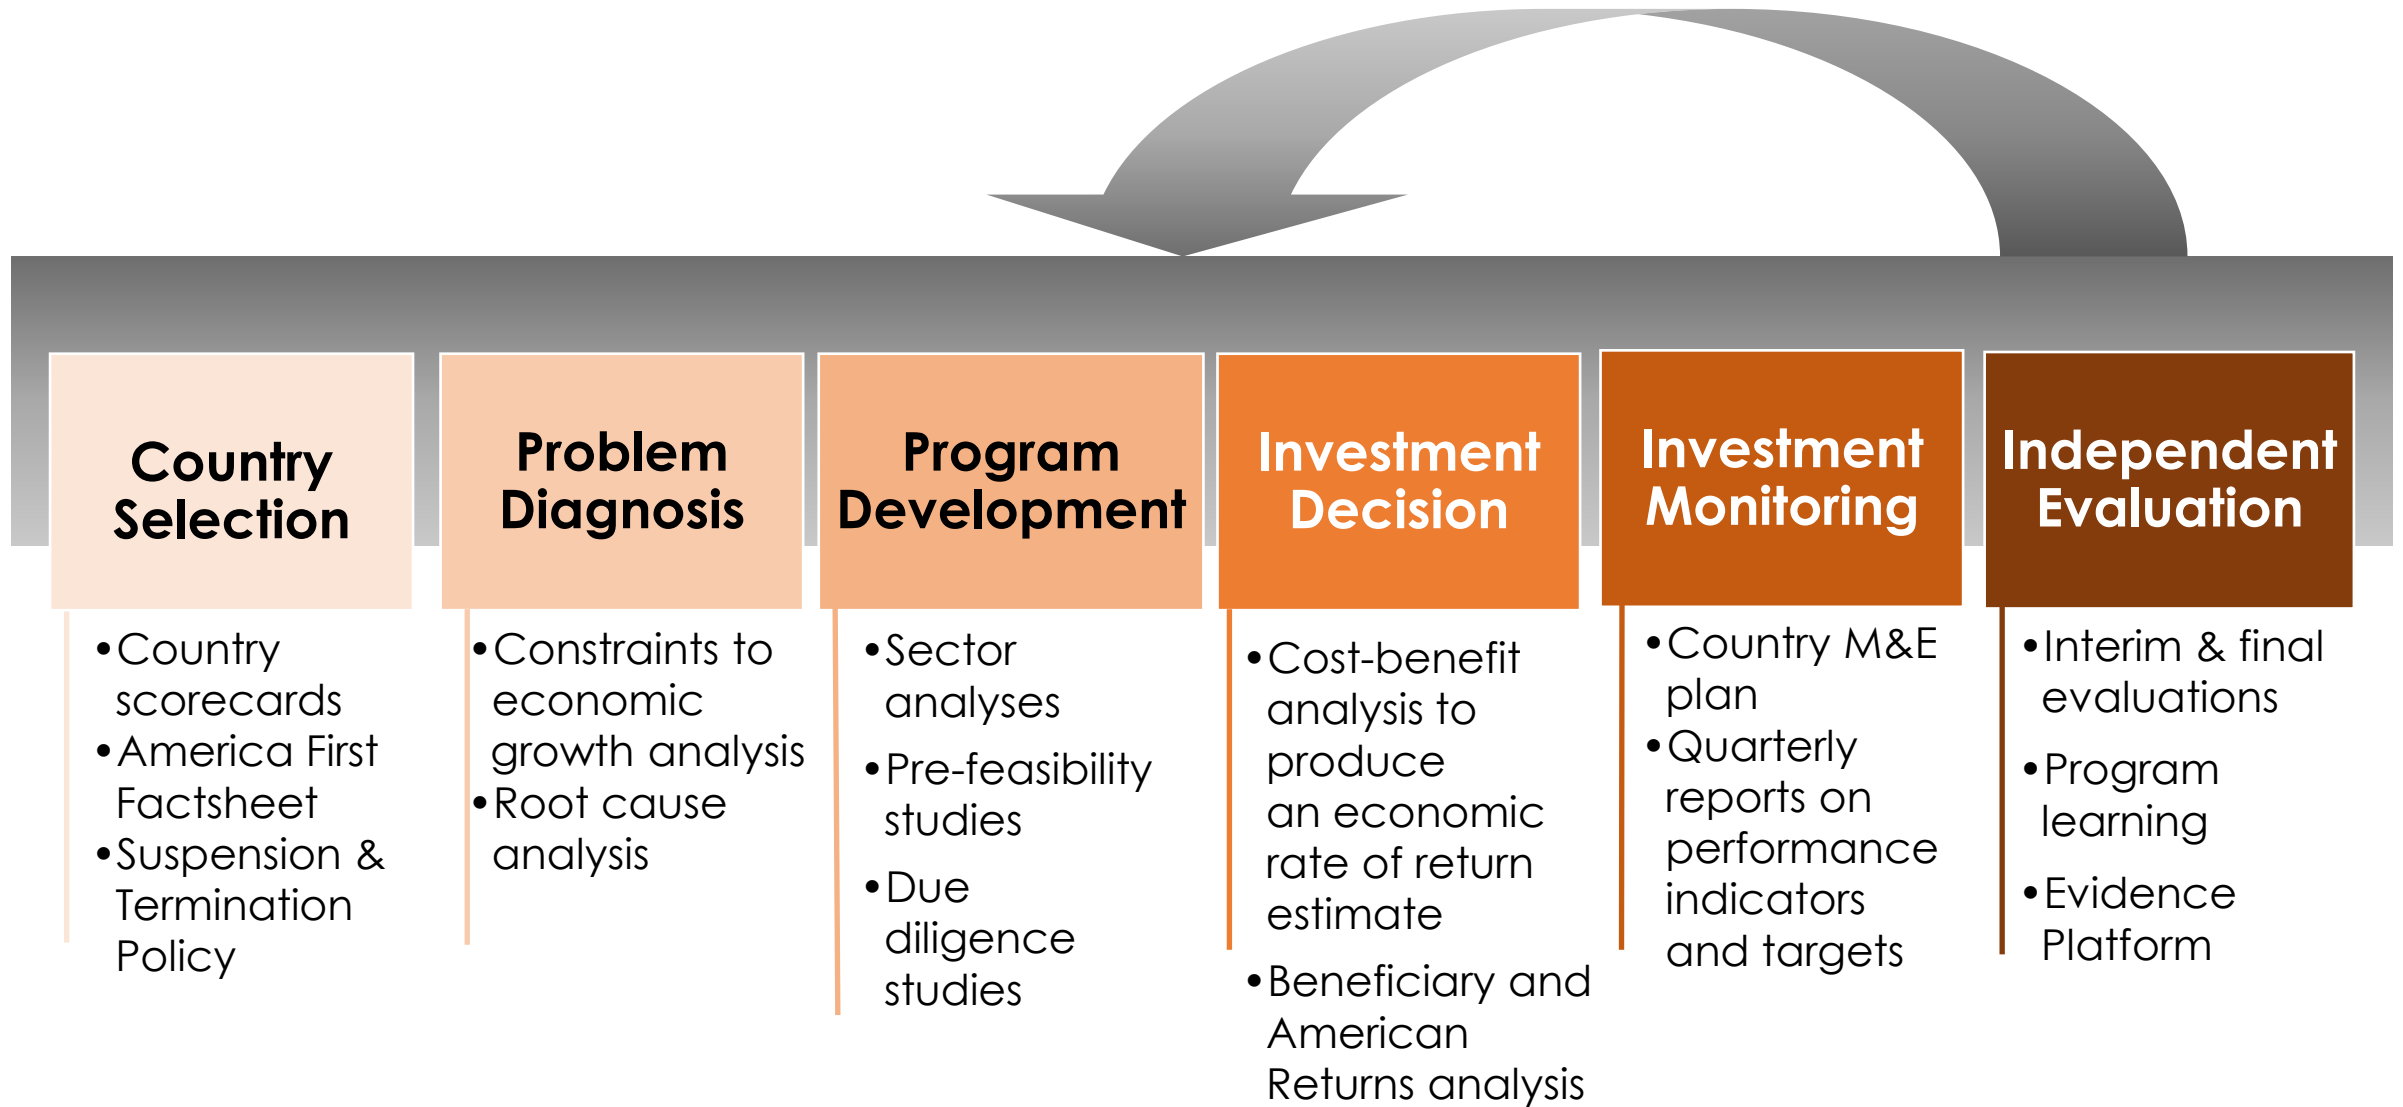 Country
Selection
•Country
scorecards
•America First
Factsheet
•Suspension &
Termination
Policy
Problem
Diagnosis
•Constraints to
economic
growth analysis
•Root cause
analysis
Program
Development
•Sector
analyses
•Pre-feasibility
studies
•Due
diligence
studies
Investment
Decision
•Cost-benefit
analysis to
produce
an economic
rate of return
estimate
•Beneficiary and
American
Returns analysis
Investment
Monitoring
•Country M&E
plan
•Quarterly
reports on
performance
indicators
and targets
Independent
Evaluation
•Interim & final
evaluations
•Program
learning
•Evidence
Platform